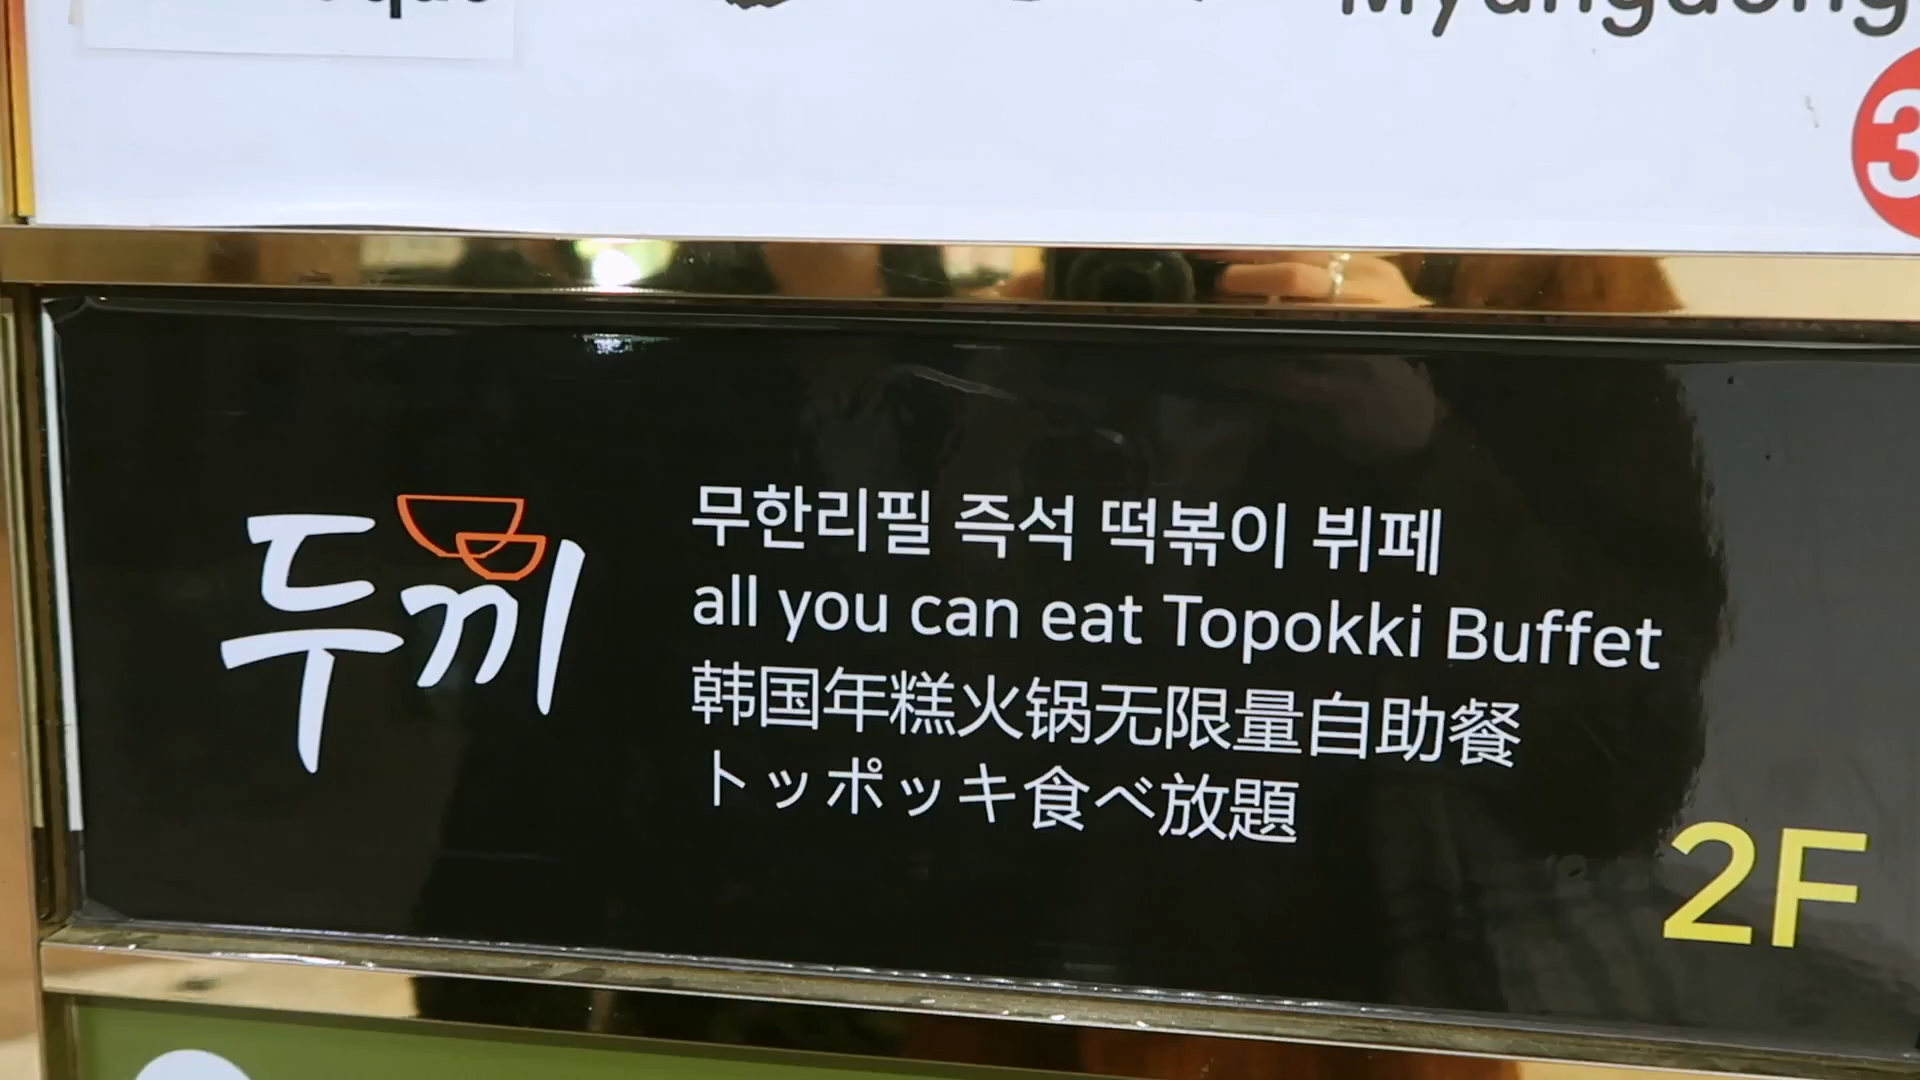 Myungdong
3
두끼
무한리필 즉석 떡볶이 뷔페
all you can eat Topokki Buffet
韩国年糕火锅无限量自助餐
トッポッキ食べ放題
2F